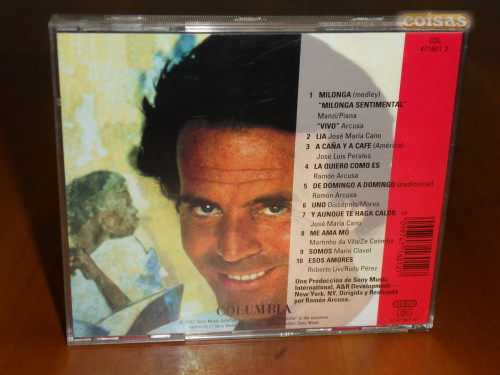 coisas
COL
471601 2
1 MILONGA (medley)
"MILONGA SENTIMENTAL"
Manzi/Piana
"VIVO" Arcusa
2 LIA José María Cano
3 A CAÑA Y A CAFE (América)
José Luis Perales
4 LA QUIERO COMO ES
Ramón Arcusa
5 DE DOMINGO A DOMINGO (tradicional)
Ramón Arcusa
6 UNO Discépolo/Mores
7 Y AUNQUE TE HAGA CALOR
José María Cano
8 ME AMA MO
Martinho da Vila/Zé Catimba
9 SOMOS Mario Clavel
10 ESOS AMORES
Roberto Livi/Rudy Pérez
Una Producción de Sony Music
International, A&R Development—
New York, NY. Dirigida y Realizada
por Ramón Arcusa.
COLUMBIA